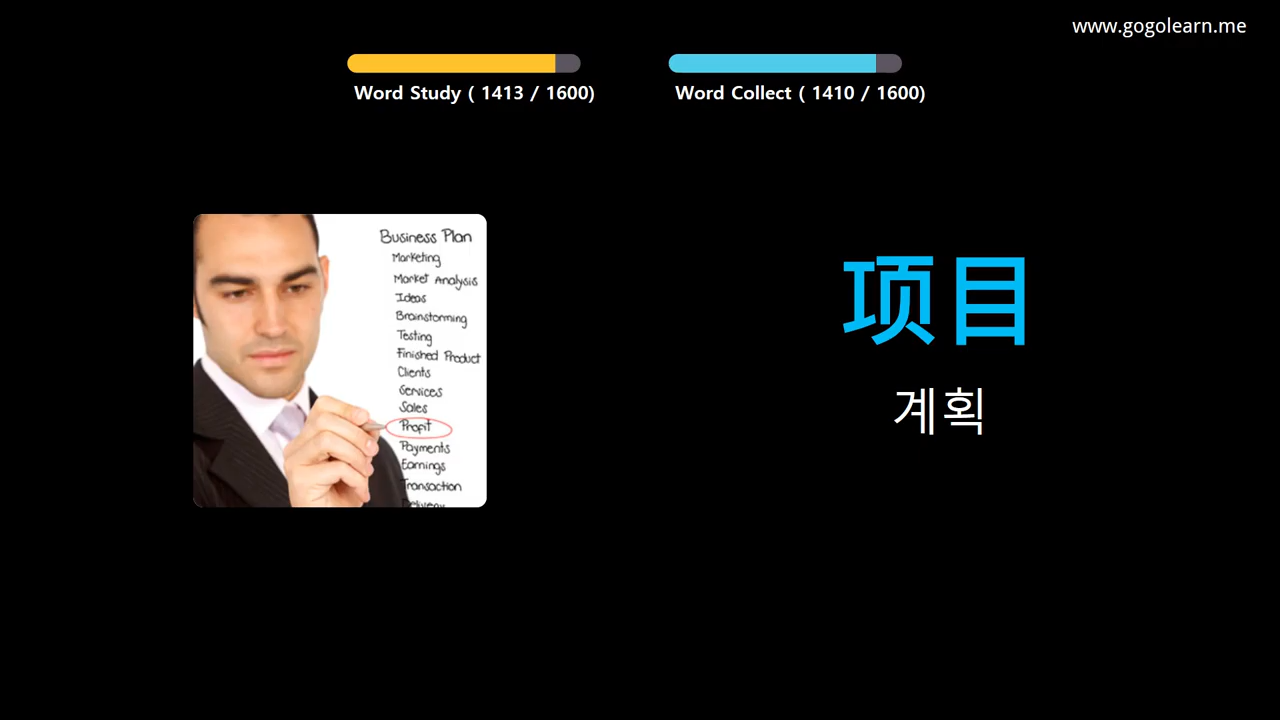 www.gogolearn.me
Word Study ( 1413 / 1600)
Word Collect ( 1410 / 1600)
Business Plan
Marketing
Market Analysis
Ideas
Brainstorming
Testing
Finished Product
Clients
Services
Sales
Profit
Payments
Earnings
Transaction
Delivery
项目
계획